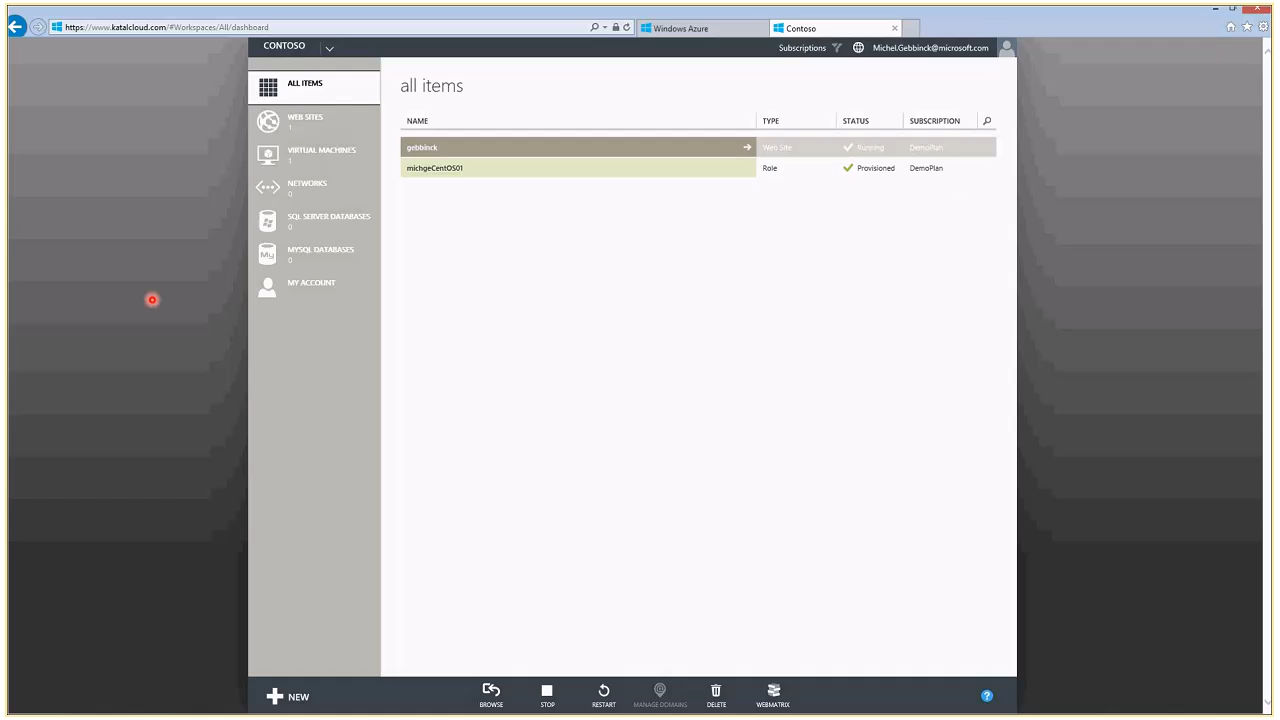 https://www.katalcloud.com/#Workspaces/All/dashboard
Windows Azure
Contoso
CONTOSO
Subscriptions
Michel.Gebbinck@microsoft.com
ALL ITEMS
WEB SITES
1
VIRTUAL MACHINES
1
NETWORKS
0
SQL SERVER DATABASES
0
MYSQL DATABASES
0
My
MY ACCOUNT
all items
NAME TYPE STATUS SUBSCRIPTION
gebbinck Web Site Running DemoPlan
michgeCentOS01 Role Provisioned DemoPlan
NEW
BROWSE
STOP
RESTART
MANAGE DOMAINS
DELETE
WEBMATRIX
?